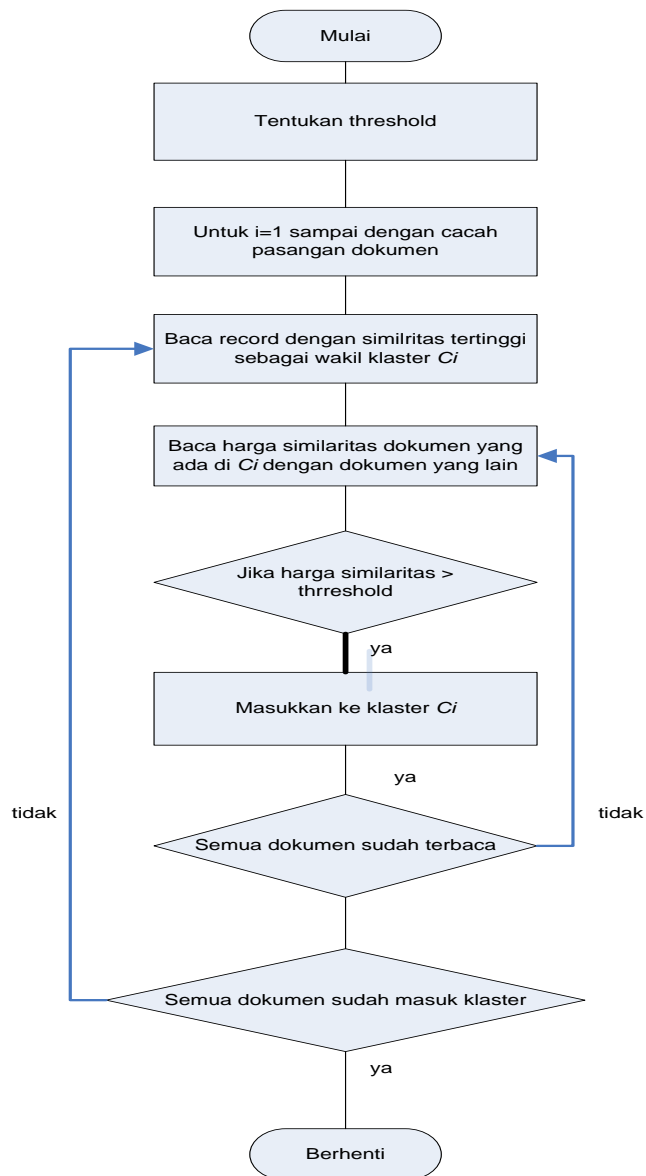 Mulai
Tentukan threshold
Untuk i=1 sampai dengan cacah
pasangan dokumen
Baca record dengan similritas tertinggi
sebagai wakil klaster Ci
Baca harga similaritas dokumen yang
ada di Ci dengan dokumen yang lain
Jika harga similaritas >
thrreshold
ya
Masukkan ke klaster Ci
ya
tidak
tidak
Semua dokumen sudah terbaca
Semua dokumen sudah masuk klaster
ya
Berhenti